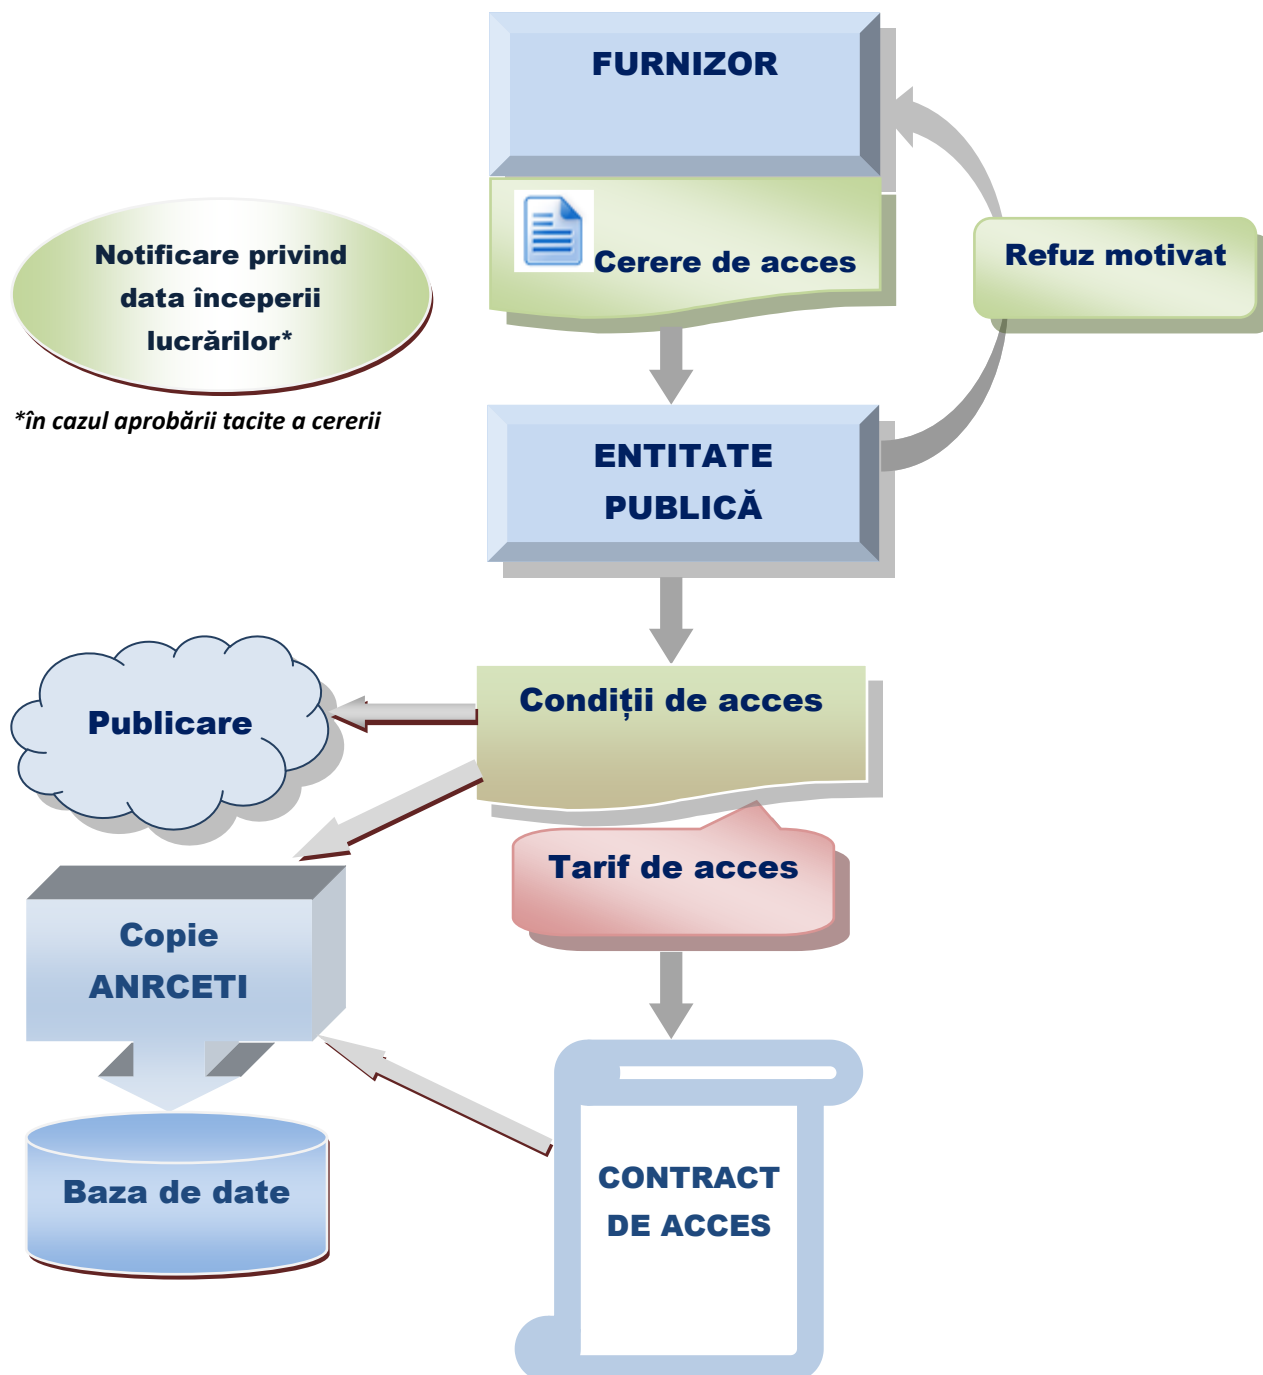 FURNIZOR
Cerere de acces
Refuz motivat
Notificare privind
data începerii
lucrărilor*
*în cazul aprobării tacite a cererii
ENTITATE
PUBLICĂ
Condiții de acces
Publicare
Tarif de acces
Copie
ANRCETI
Baza de date
CONTRACT
DE ACCES